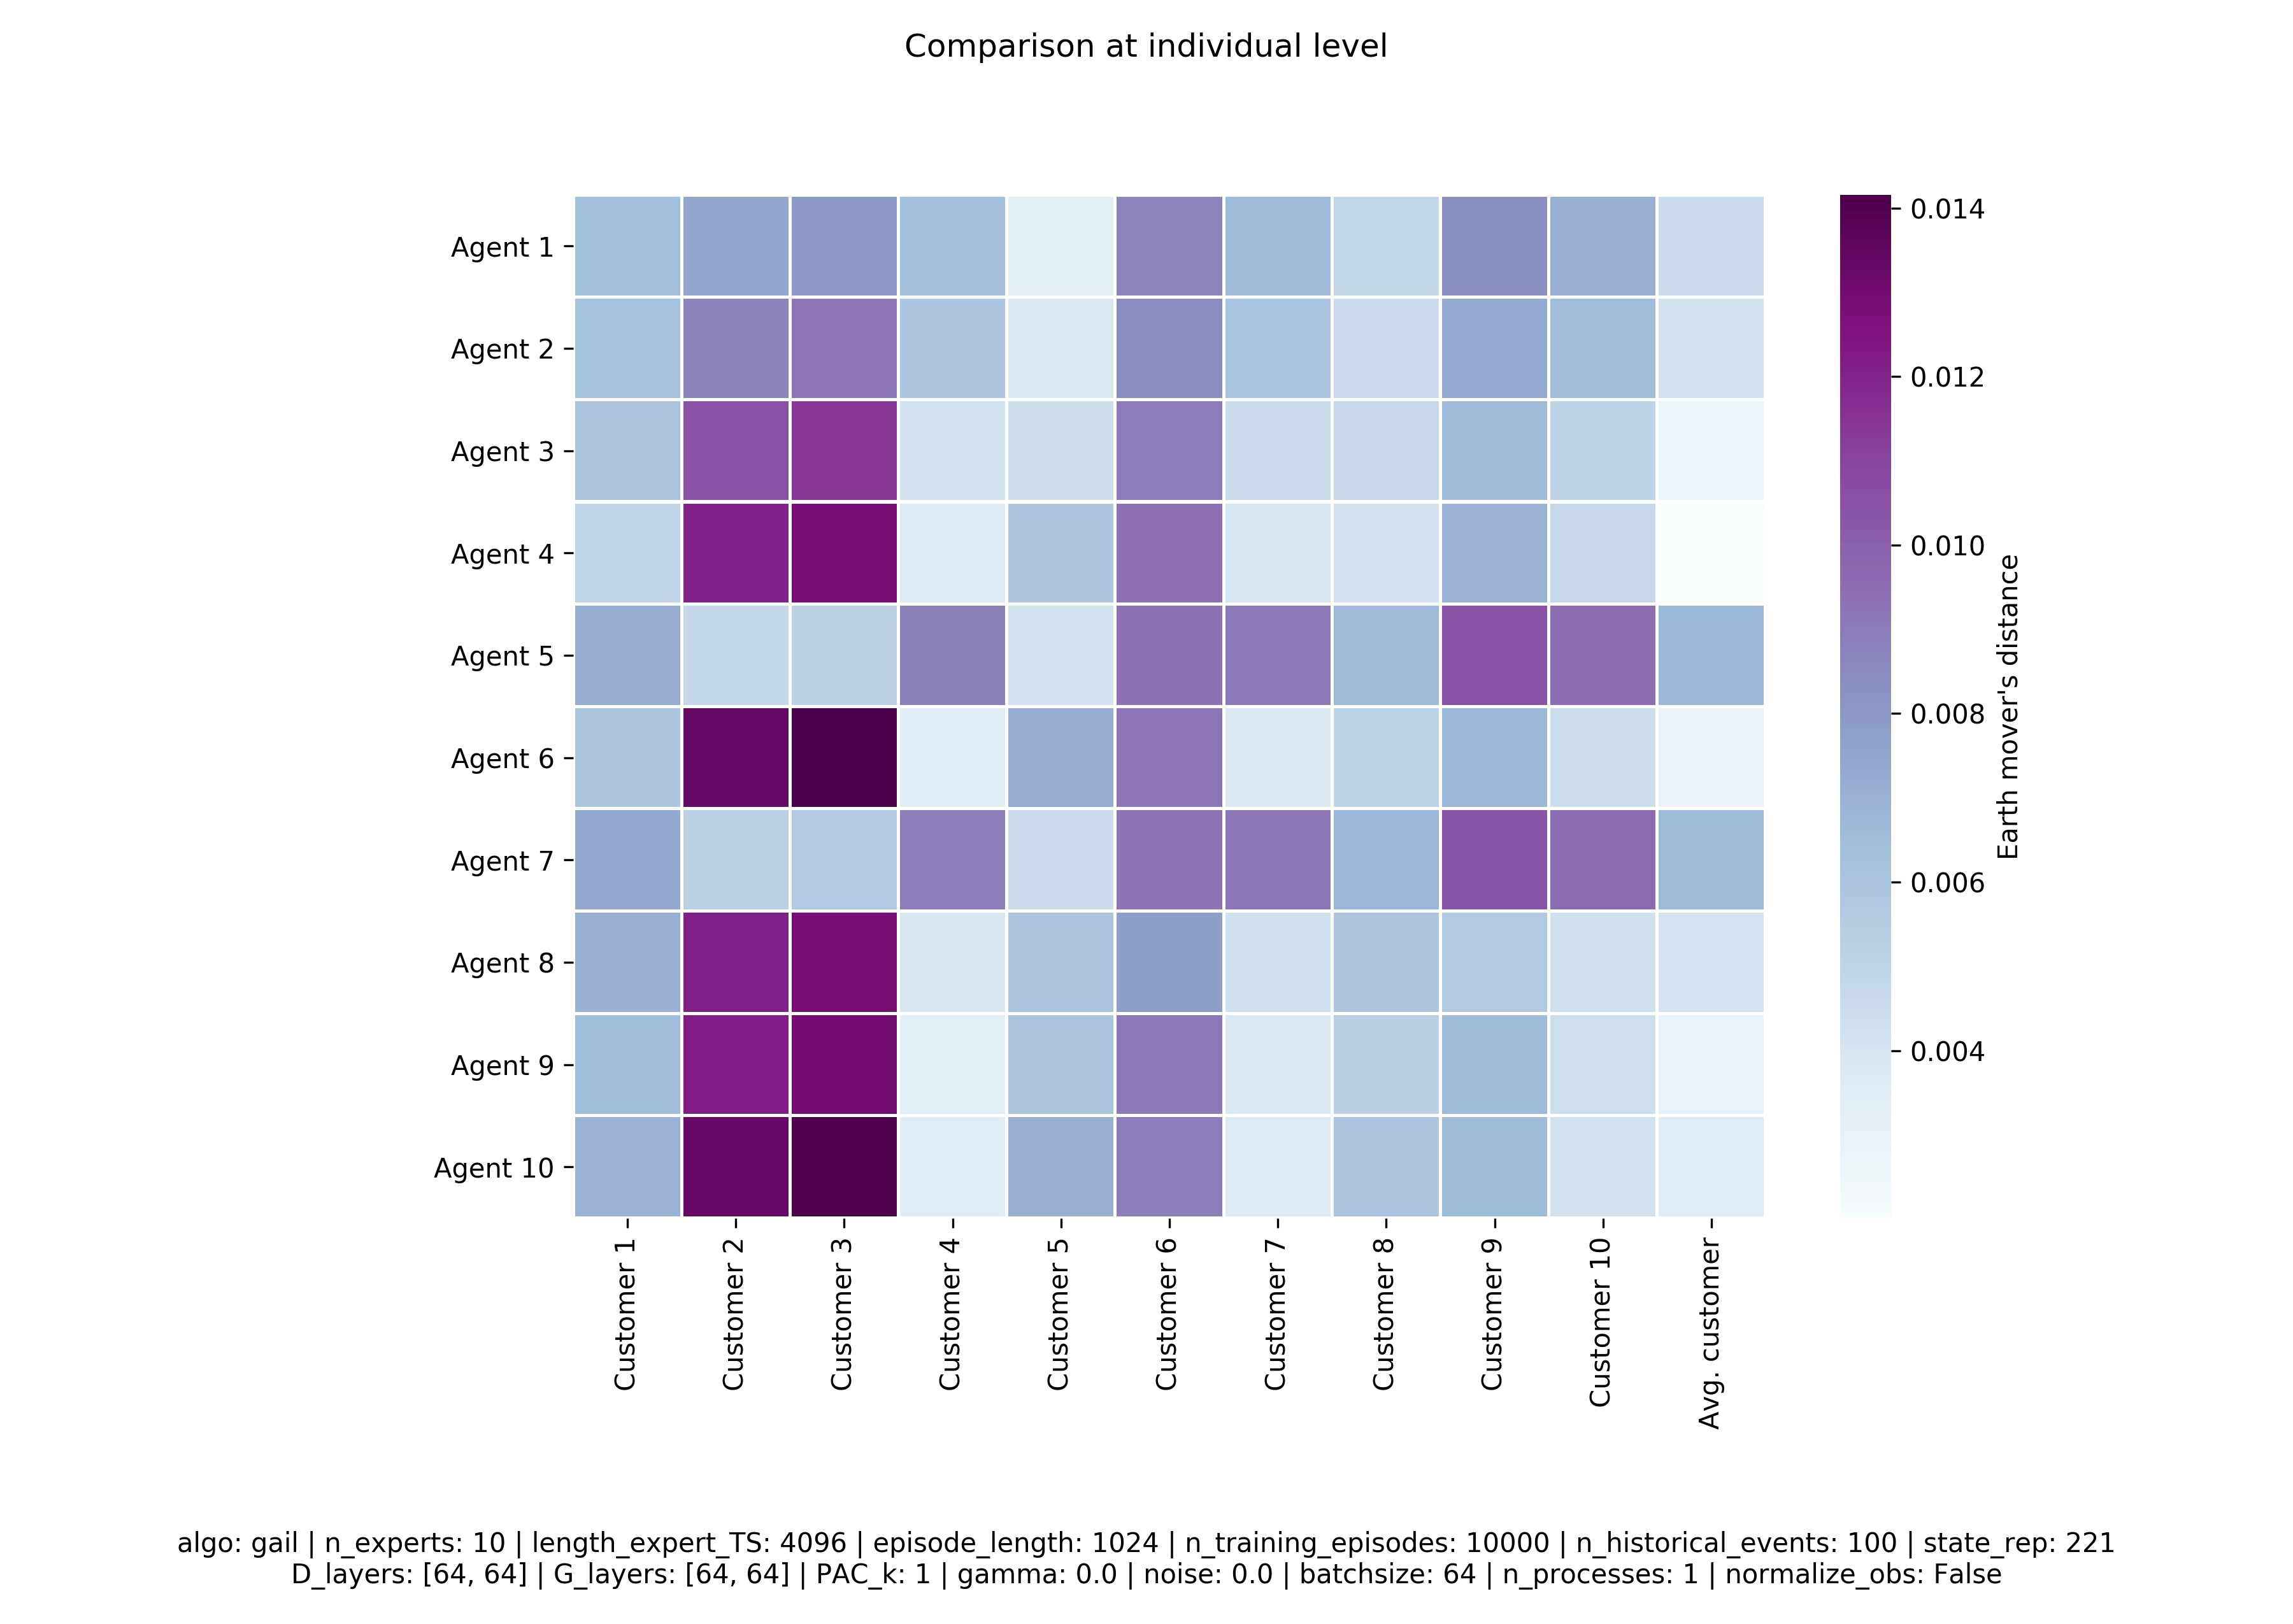 Comparison at individual level
Agent 1
Agent 2
Agent 3
Agent 4
Agent 5
Agent 6
Agent 7
Agent 8
Agent 9
Agent 10
Customer 1
Customer 2
Customer 3
Customer 4
Customer 5
Customer 6
Customer 7
Customer 8
Customer 9
Customer 10
Avg. customer
0.014
0.012
0.010
0.008
0.006
0.004
Earth mover's distance
algo: gail | n_experts: 10 | length_expert_TS: 4096 | episode_length: 1024 | n_training_episodes: 10000 | n_historical_events: 100 | state_rep: 221
D_layers: [64, 64] | G_layers: [64, 64] | PAC_k: 1 | gamma: 0.0 | noise: 0.0 | batchsize: 64 | n_processes: 1 | normalize_obs: False